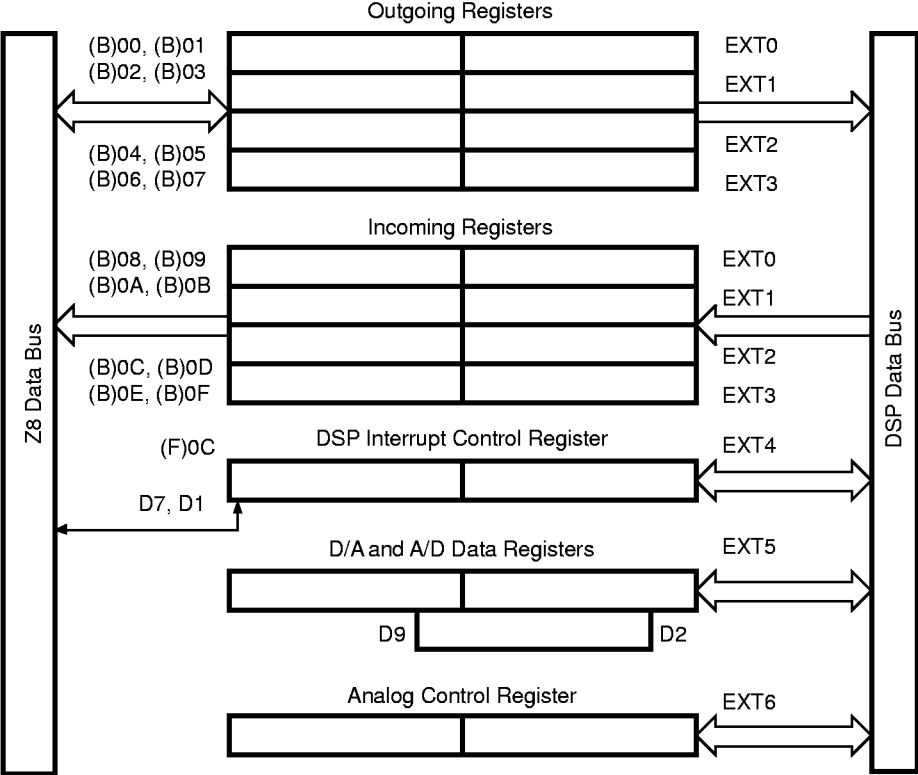 Outgoing Registers
(B)00, (B)01
(B)02, (B)03
(B)04, (B)05
(B)06, (B)07
EXT0
EXT1
EXT2
EXT3
Incoming Registers
(B)08, (B)09
(B)0A, (B)0B
(B)0C, (B)0D
(B)0E, (B)0F
EXT0
EXT1
EXT2
EXT3
Z8 Data Bus
DSP Data Bus
DSP Interrupt Control Register
(F)0C
EXT4
D7, D1
D/A and A/D Data Registers
EXT5
D9
D2
Analog Control Register
EXT6